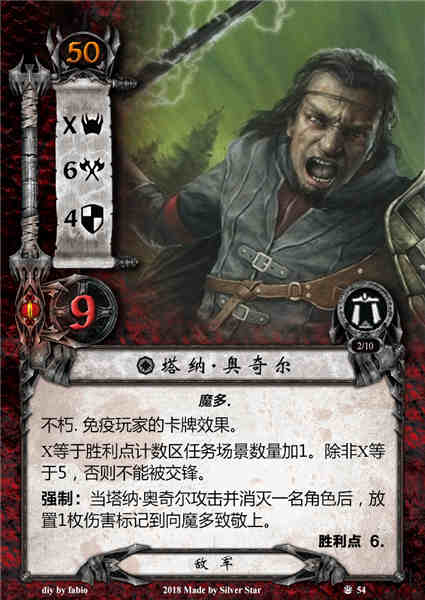 50
X
6
4
9
2/10
塔纳·奥奇尔
魔多.
不朽. 免疫玩家的卡牌效果。
X等于胜利点计数区任务场景数量加1。除非X等
于5，否则不能被交锋。
强制：当塔纳·奥奇尔攻击并消灭一名角色后，放
置1枚伤害标记到向魔多致敬上。
胜利点 6.
敌军
diy by fabio 2018 Made by Silver Star 54